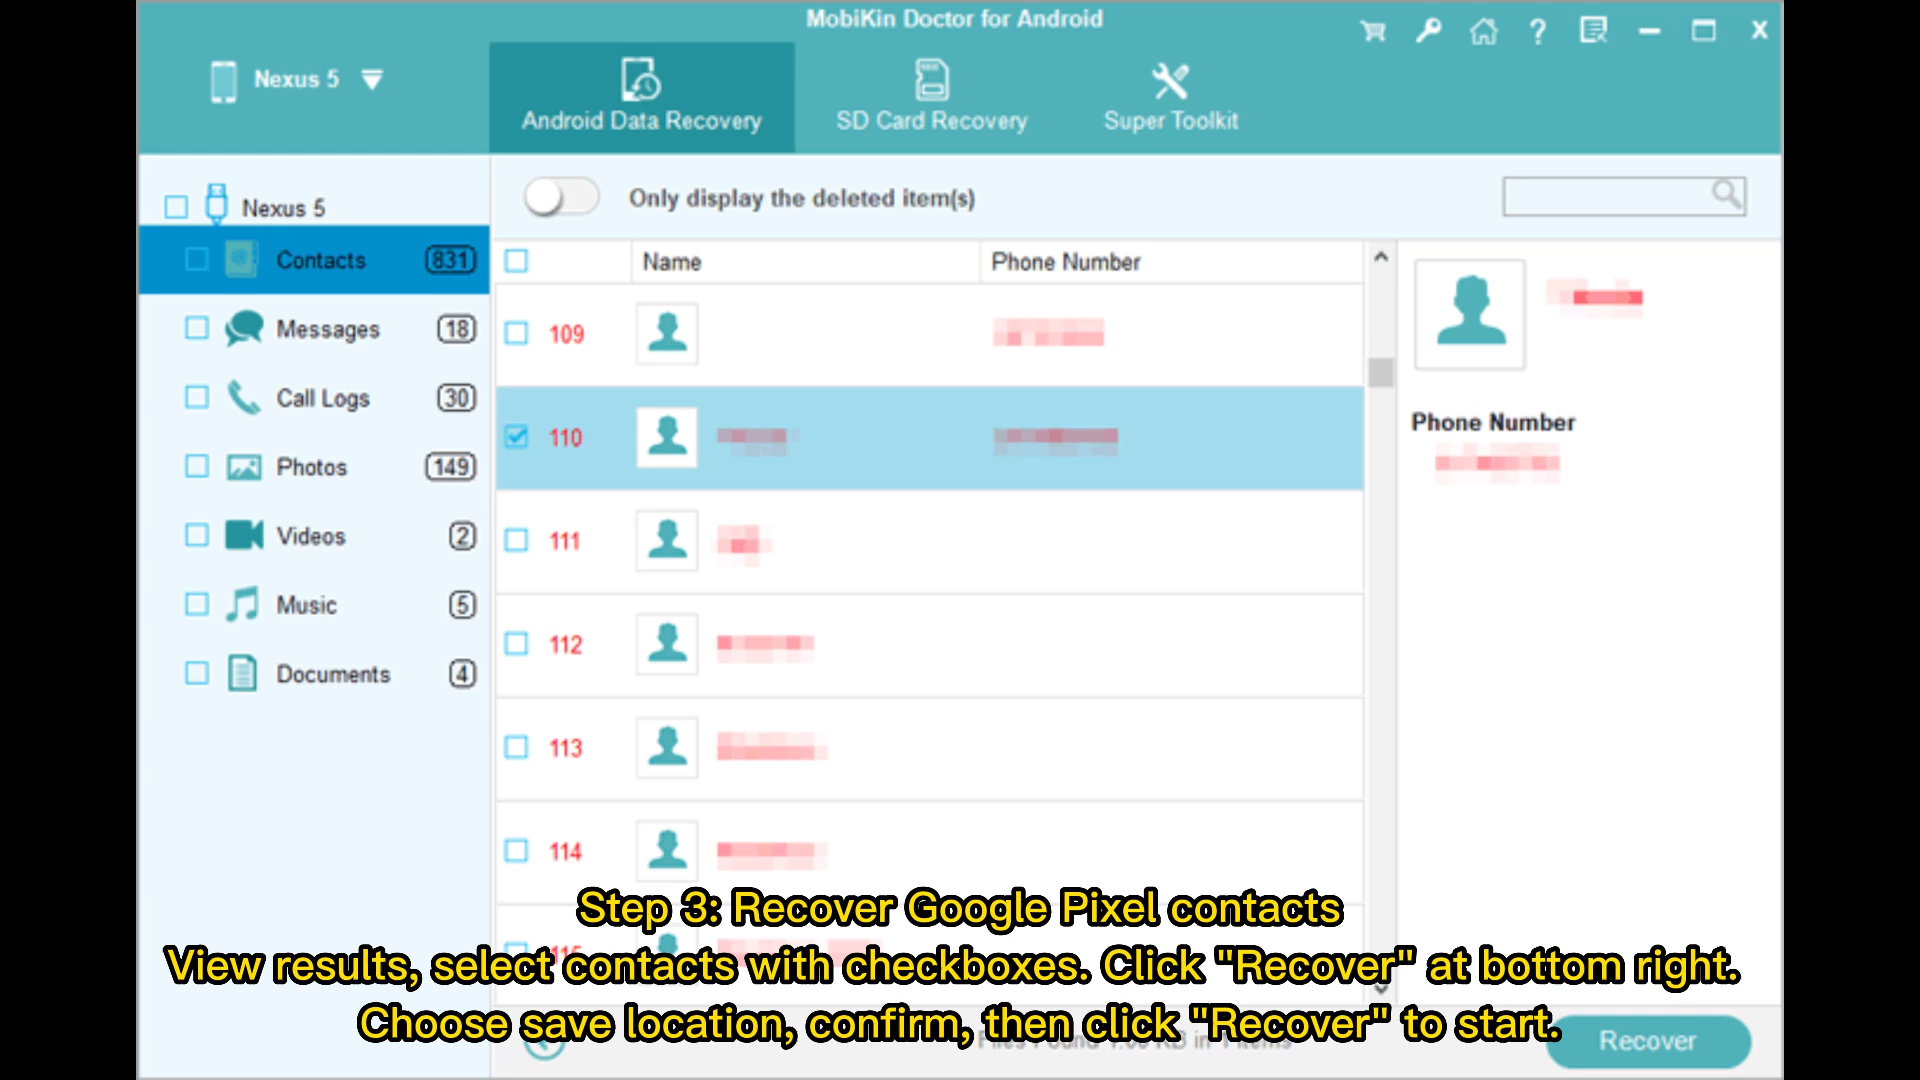 MobiKin Doctor for Android
Nexus 5
Android Data Recovery
SD Card Recovery
Super Toolkit
Nexus 5
Only display the deleted item(s)
Contacts 831
Messages 18
Call Logs 30
Photos 149
Videos 2
Music 5
Documents 4
Name Phone Number
109
110
111
112
113
114
115
Phone Number
Step 3: Recover Google Pixel contacts
View results, select contacts with checkboxes. Click "Recover" at bottom right.
Choose save location, confirm, then click "Recover" to start.
Recover